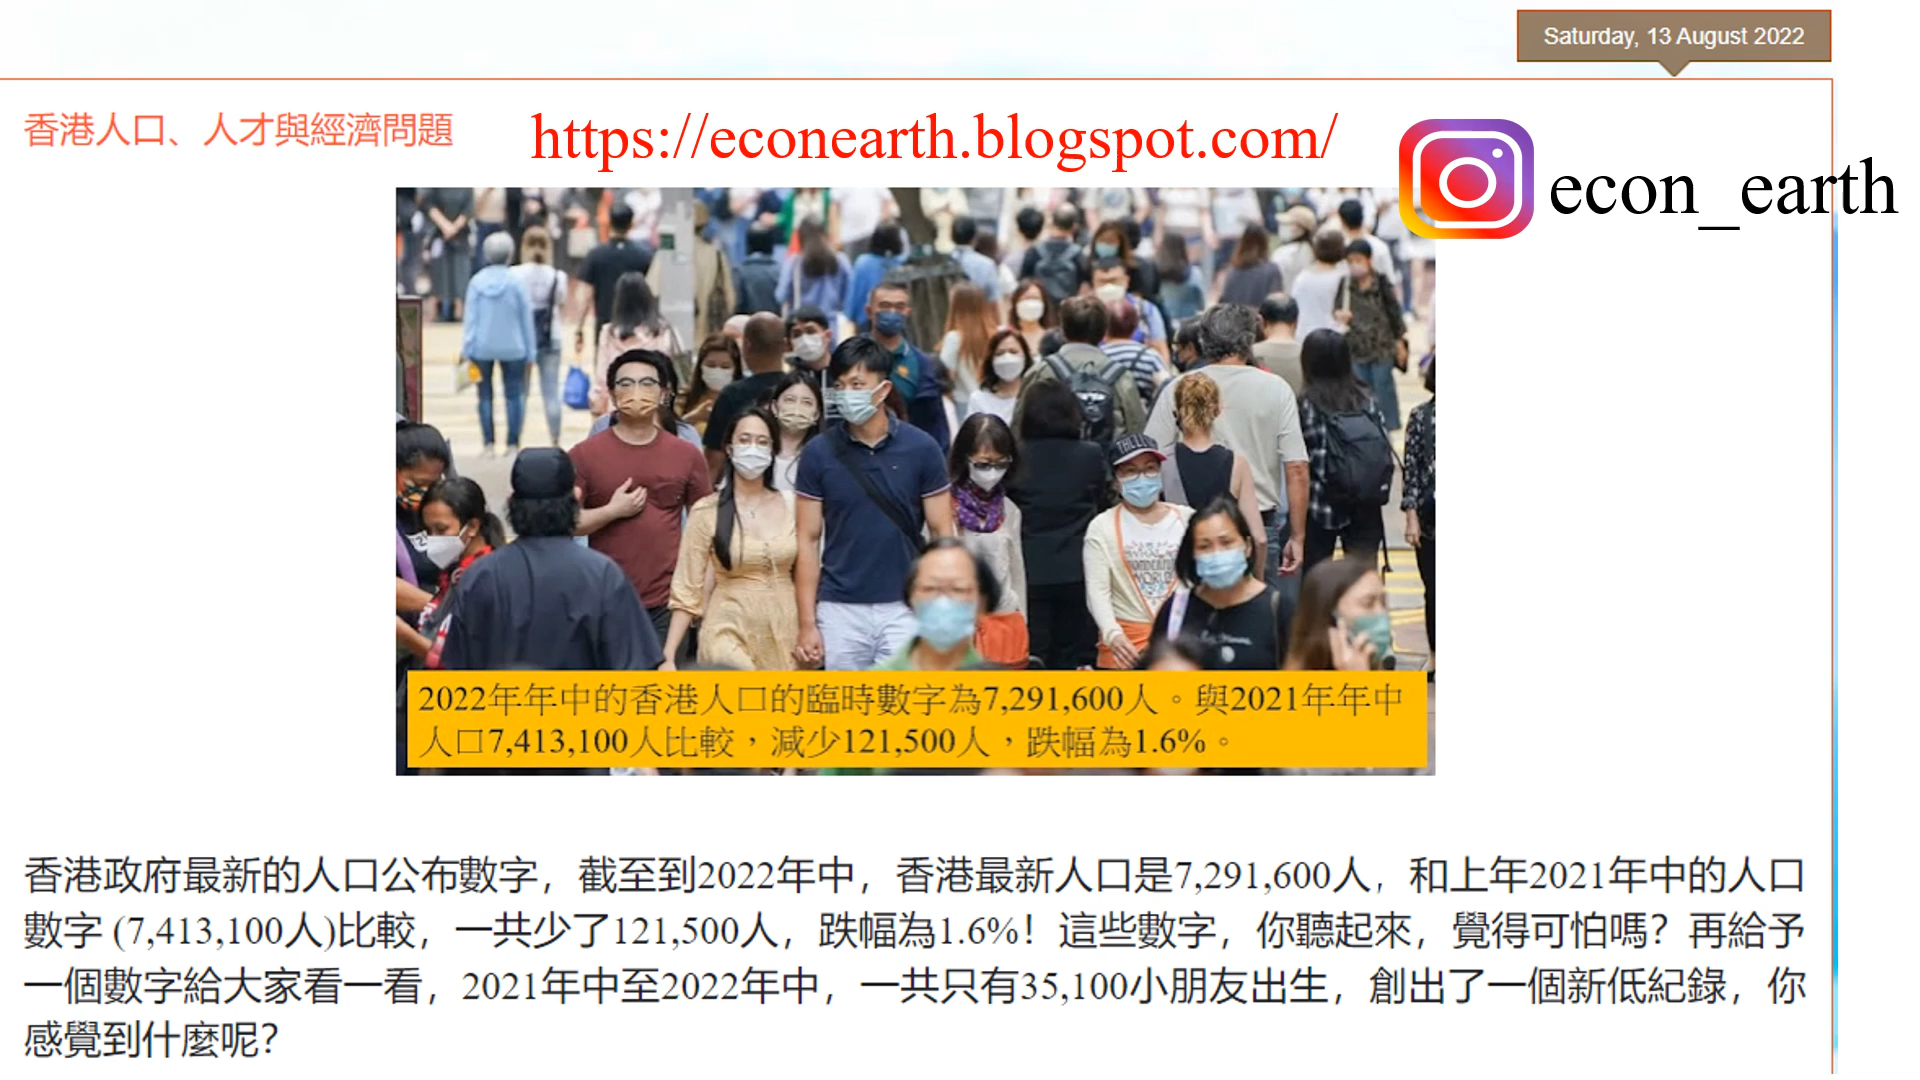 Saturday, 13 August 2022
香港人口、人才與經濟問題
https://econearth.blogspot.com/
econ_earth
2022年年中的香港人口的臨時數字為7,291,600人。與2021年年中
人口7,413,100人比較，減少121,500人，跌幅為1.6%。
香港政府最新的人口公布數字，截至到2022年中，香港最新人口是7,291,600人，和上年2021年中的人口
數字 (7,413,100人)比較，一共少了121,500人，跌幅為1.6%！這些數字，你聽起來，覺得可怕嗎？再給予
一個數字給大家看一看，2021年中至2022年中，一共只有35,100小朋友出生，創出了一個新低紀錄，你
感覺到什麼呢？